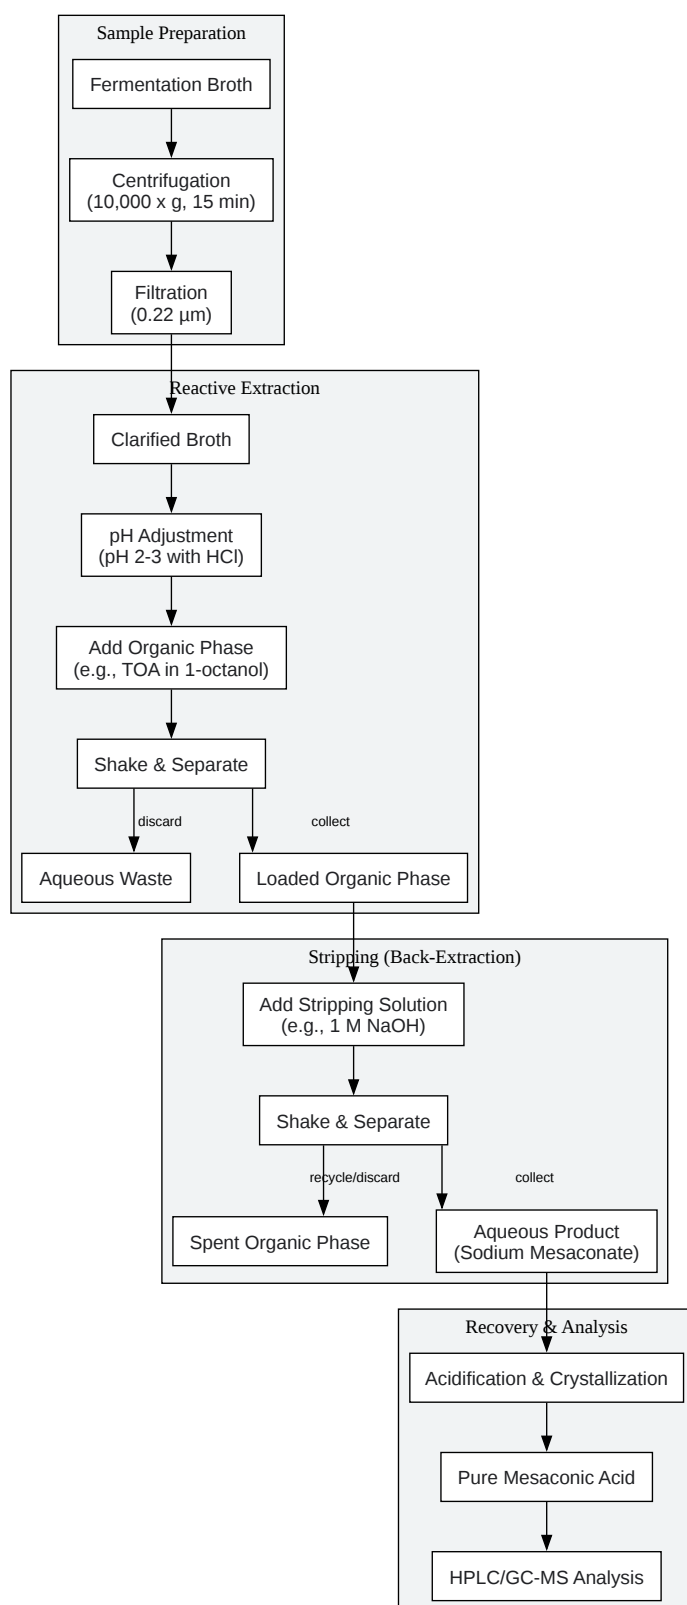 Sample Preparation
Fermentation Broth
Centrifugation
(10,000 x g, 15 min)
Filtration
(0.22 µm)
Reactive Extraction
Clarified Broth
pH Adjustment
(pH 2-3 with HCl)
Add Organic Phase
(e.g., TOA in 1-octanol)
Shake & Separate
discard
collect
Aqueous Waste
Loaded Organic Phase
Stripping (Back-Extraction)
Add Stripping Solution
(e.g., 1 M NaOH)
Shake & Separate
recycle/discard
collect
Spent Organic Phase
Aqueous Product
(Sodium Mesaconate)
Recovery & Analysis
Acidification & Crystallization
Pure Mesaconic Acid
HPLC/GC-MS Analysis